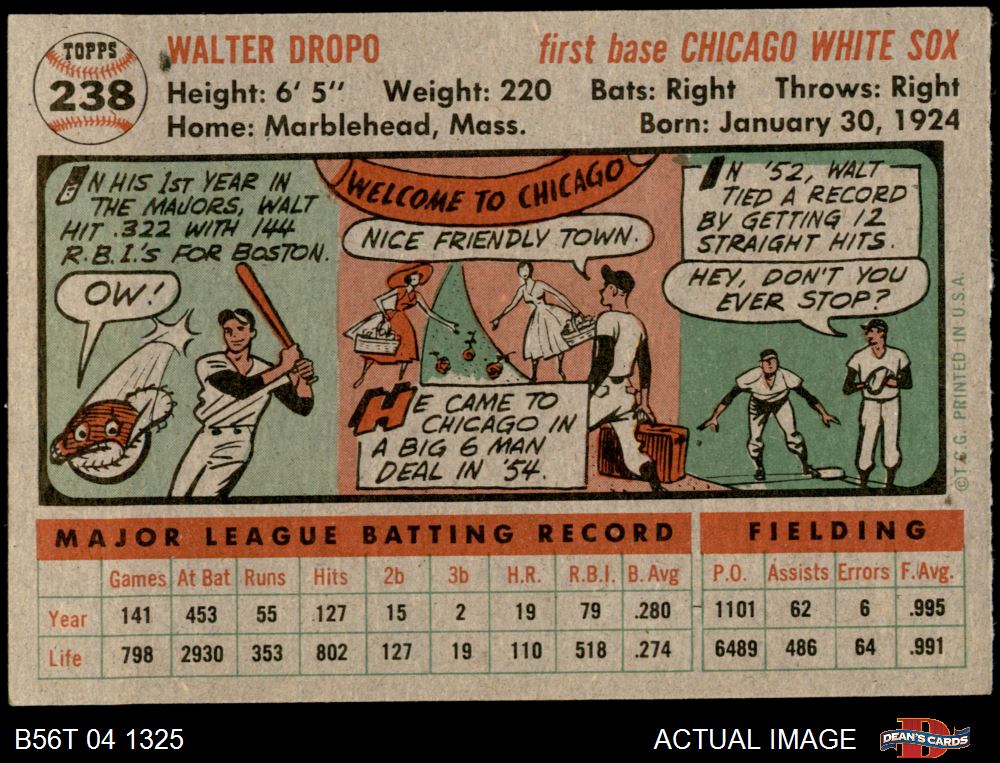 TOPPS
238
WALTER DROPO
first base CHICAGO WHITE SOX
Height: 6' 5" Weight: 220 Bats: Right Throws: Right
Home: Marblehead, Mass. Born: January 30, 1924
IN HIS 1ST YEAR IN
THE MAJORS, WALT
HIT .322 WITH 144
R.B.I.'S FOR BOSTON.
OW!
WELCOME TO CHICAGO
NICE FRIENDLY TOWN.
HE CAME TO
CHICAGO IN
A BIG 6 MAN
DEAL IN '54.
IN '52, WALT
TIED A RECORD
BY GETTING 12
STRAIGHT HITS.
HEY, DON'T YOU
EVER STOP?
© T.C.G. PRINTED IN U.S.A.
MAJOR LEAGUE BATTING RECORD FIELDING
Games At Bat Runs Hits 2b 3b H.R. R.B.I. B. Avg P.O. Assists Errors F.Avg.
Year 141 453 55 127 15 2 19 79 .280 1101 62 6 .995
Life 798 2930 353 802 127 19 110 518 .274 6489 486 64 .991
B56T 04 1325
ACTUAL IMAGE
D
DEAN'S CARDS